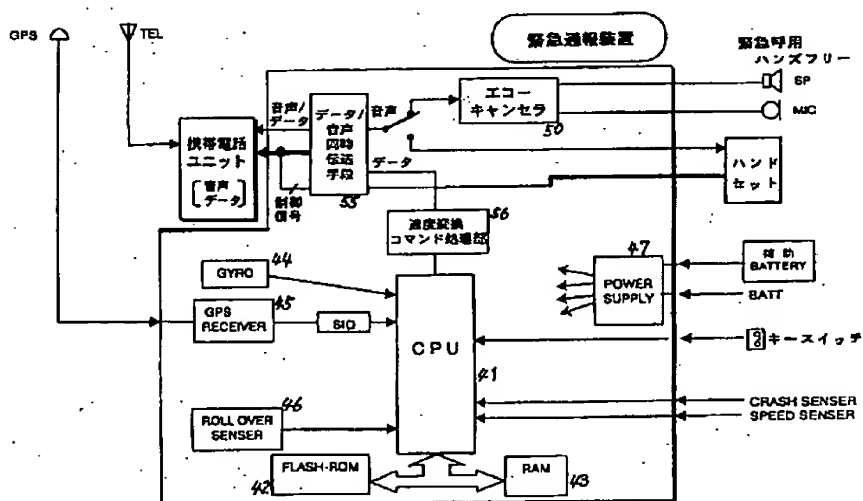 GPS
TEL
緊急通報装置
緊急呼用
ハンズフリー
SP
MIC
エコー
キャンセラ
50
音声/
データ
データ/
音声
同時
伝送
手段
55
音声
データ
携帯電話
ユニット
音声
データ
制御
信号
ハンド
セット
速度変換
コマンド処理部
56
GYRO
44
GPS
RECEIVER
45
SIO
CPU
41
47
POWER
SUPPLY
補助
BATTERY
BATT
キースイッチ
CRASH SENSER
SPEED SENSER
ROLL OVER
SENSER
46
FLASH-ROM
42
RAM
43